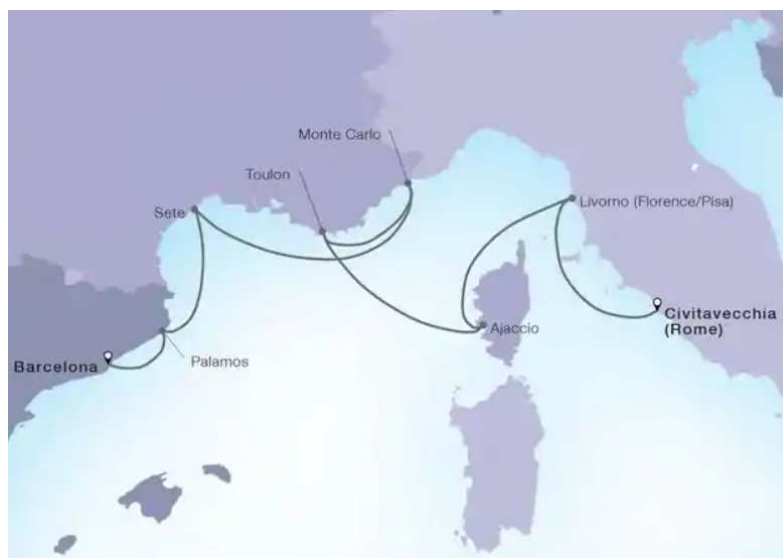 Monte Carlo
Toulon
Sete
Livorno (Florence/Pisa)
Civitavecchia
(Rome)
Ajaccio
Palamos
Barcelona